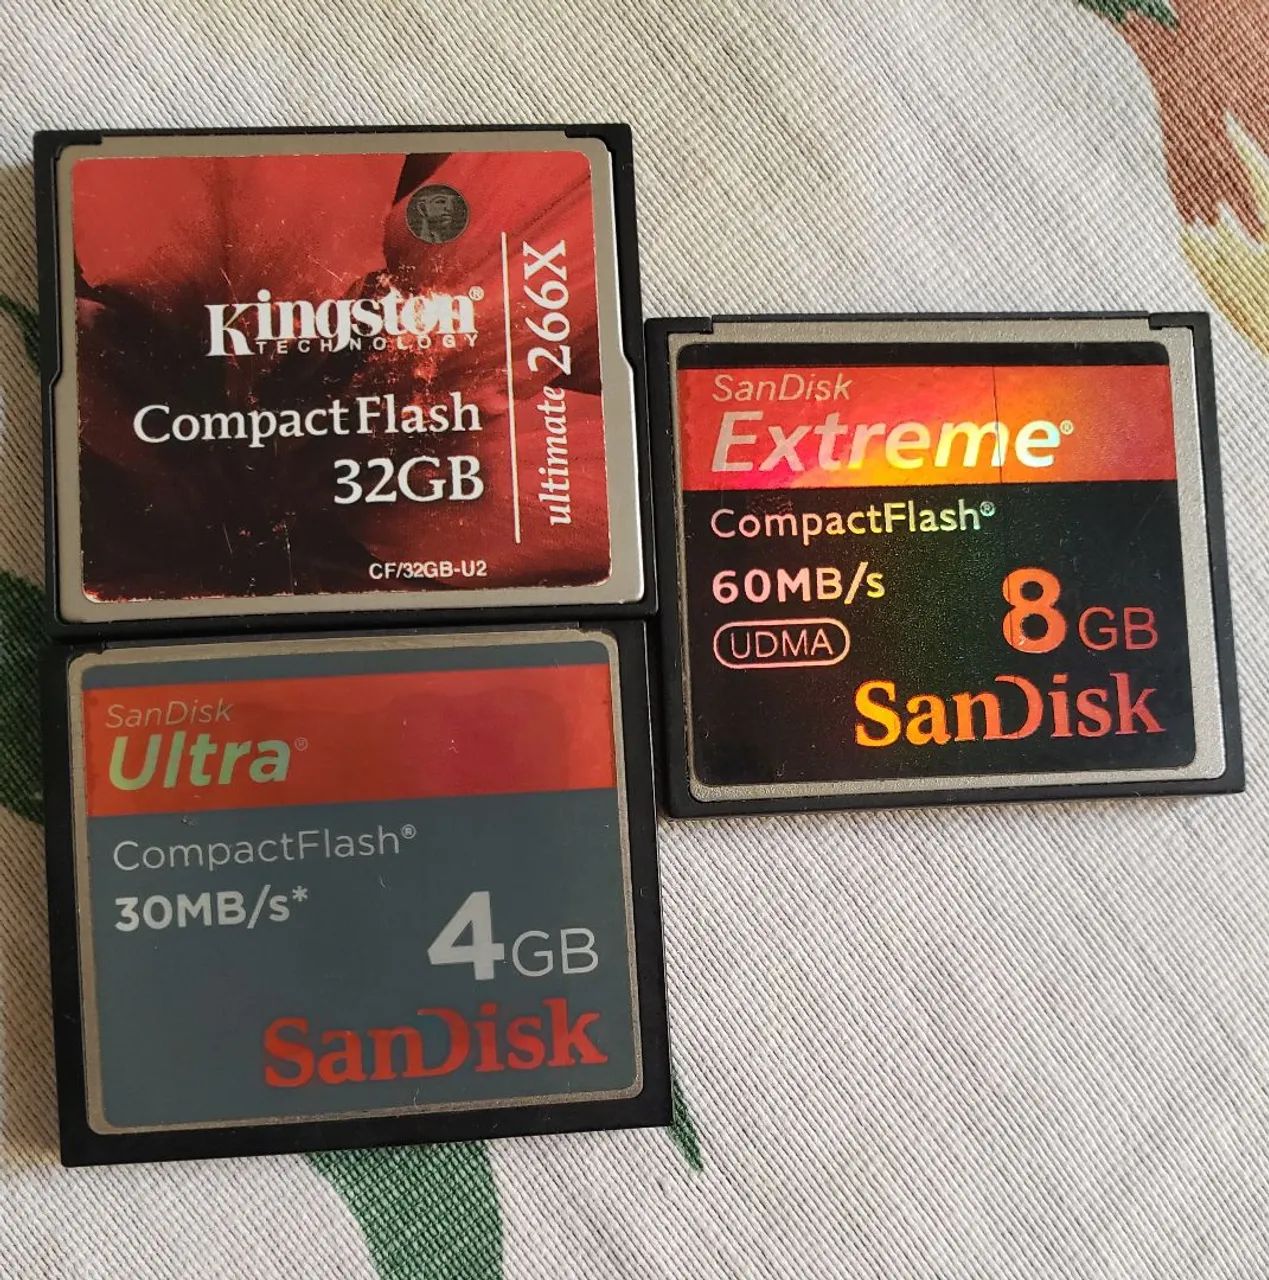 Kingston®
TECHNOLOGY
CompactFlash
32GB
CF/32GB-U2
ultimate 266X
SanDisk
Extreme®
CompactFlash®
60MB/s
UDMA
8GB
SanDisk
SanDisk
Ultra®
CompactFlash®
30MB/s*
4GB
SanDisk